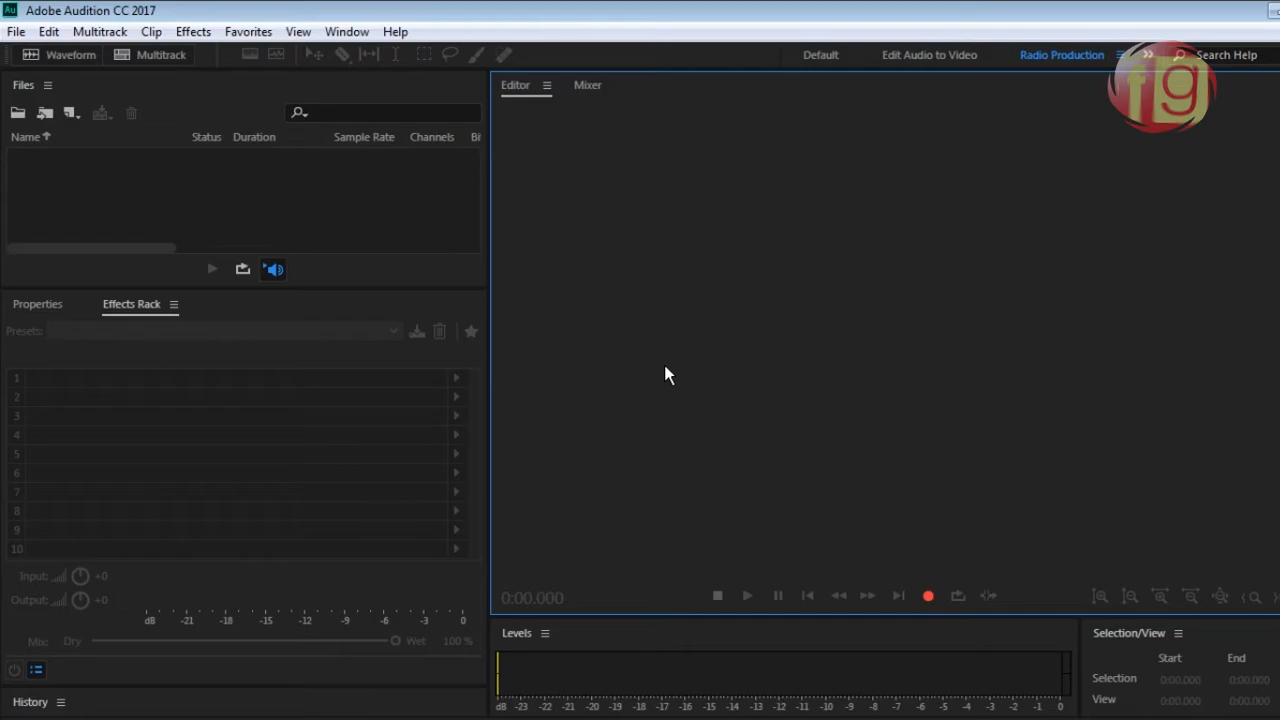 Au Adobe Audition CC 2017
File Edit Multitrack Clip Effects Favorites View Window Help
Waveform Multitrack Default Edit Audio to Video Radio Production Search Help
fg
Files
Name Status Duration Sample Rate Channels Bi
Properties Effects Rack
Presets:
1
2
3
4
5
6
7
8
9
10
Input: +0
Output: +0
dB -21 -18 -15 -12 -9 -6 -3 0
Mix: Dry Wet 100 %
History
Editor Mixer
0:00.000
Levels
dB -23 -22 -21 -20 -19 -18 -17 -16 -15 -14 -13 -12 -11 -10 -9 -8 -7 -6 -5 -4 -3 -2 -1 0
Selection/View
Start End
Selection 0:00.000 0:00.000
View 0:00.000 0:00.000